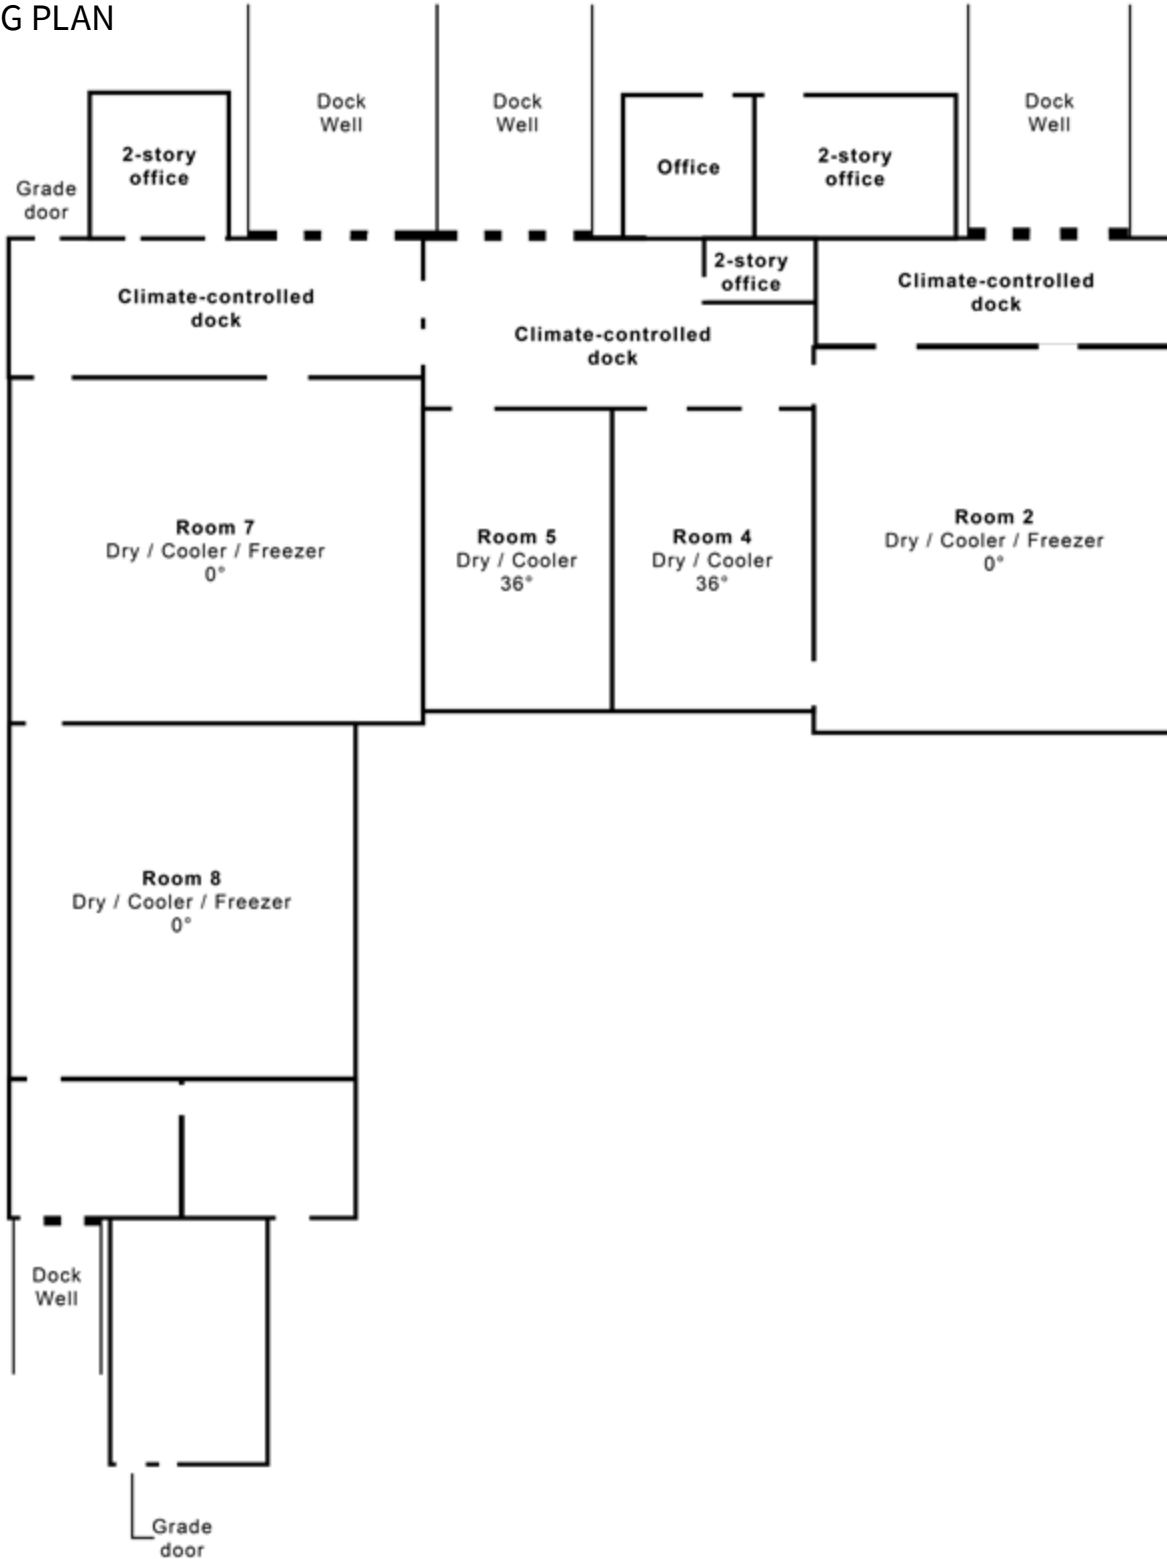 G PLAN
Dock
Well
Dock
Well
Dock
Well
2-story
office
Office
2-story
office
Grade
door
2-story
office
Climate-controlled
dock
Climate-controlled
dock
Climate-controlled
dock
Room 7
Dry / Cooler / Freezer
0°
Room 5
Dry / Cooler
36°
Room 4
Dry / Cooler
36°
Room 2
Dry / Cooler / Freezer
0°
Room 8
Dry / Cooler / Freezer
0°
Dock
Well
Grade
door